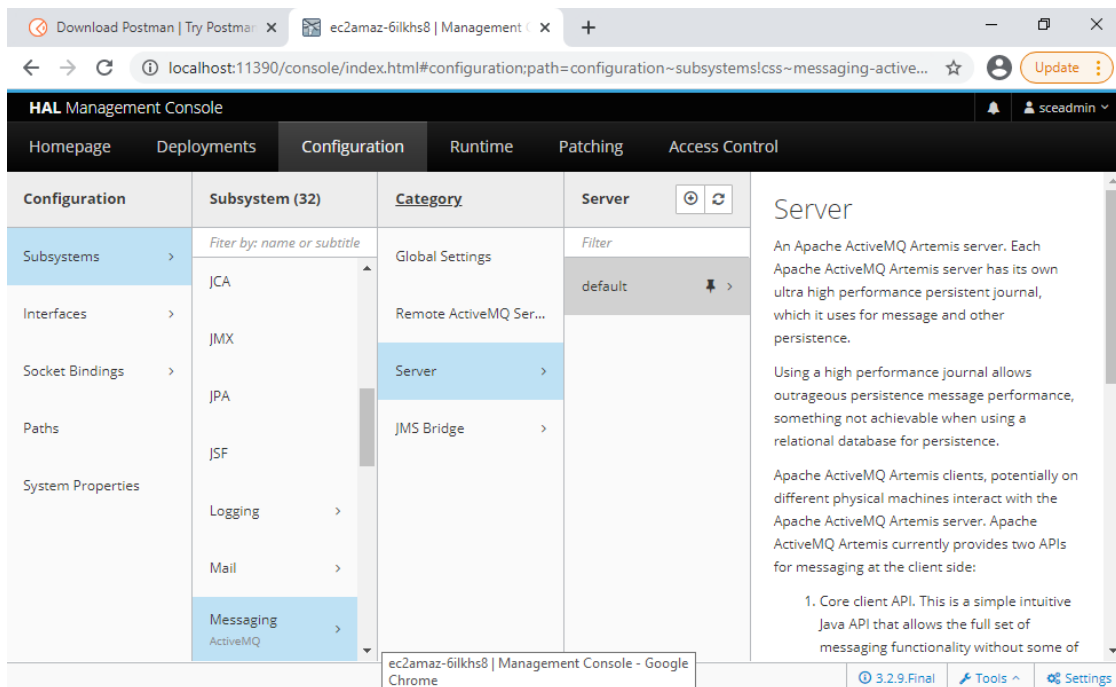 Download Postman | Try Postman
ec2amaz-6ilkhs8 | Management C
localhost:11390/console/index.html#configuration;path=configuration~subsystems!css~messaging-active...
Update
HAL Management Console
sceadmin
Homepage
Deployments
Configuration
Runtime
Patching
Access Control
Configuration
Subsystems
Interfaces
Socket Bindings
Paths
System Properties
Subsystem (32)
Fiter by: name or subtitle
JCA
JMX
JPA
JSF
Logging
Mail
Messaging
ActiveMQ
Category
Global Settings
Remote ActiveMQ Ser...
Server
JMS Bridge
Server
Filter
default
Server
An Apache ActiveMQ Artemis server. Each
Apache ActiveMQ Artemis server has its own
ultra high performance persistent journal,
which it uses for message and other
persistence.
Using a high performance journal allows
outrageous persistence message performance,
something not achievable when using a
relational database for persistence.
Apache ActiveMQ Artemis clients, potentially on
different physical machines interact with the
Apache ActiveMQ Artemis server. Apache
ActiveMQ Artemis currently provides two APIs
for messaging at the client side:
1. Core client API. This is a simple intuitive
Java API that allows the full set of
messaging functionality without some of
ec2amaz-6ilkhs8 | Management Console - Google
Chrome
3.2.9.Final
Tools
Settings